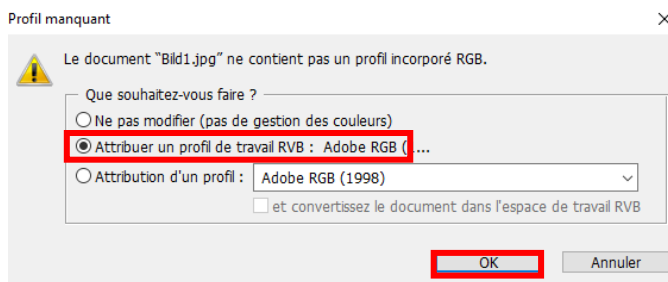 Profil manquant
Le document “Bild1.jpg” ne contient pas un profil incorporé RGB.
Que souhaitez-vous faire ?
Ne pas modifier (pas de gestion des couleurs)
Attribuer un profil de travail RVB : Adobe RGB (1...
Attribution d'un profil : Adobe RGB (1998)
et convertissez le document dans l'espace de travail RVB
OK Annuler